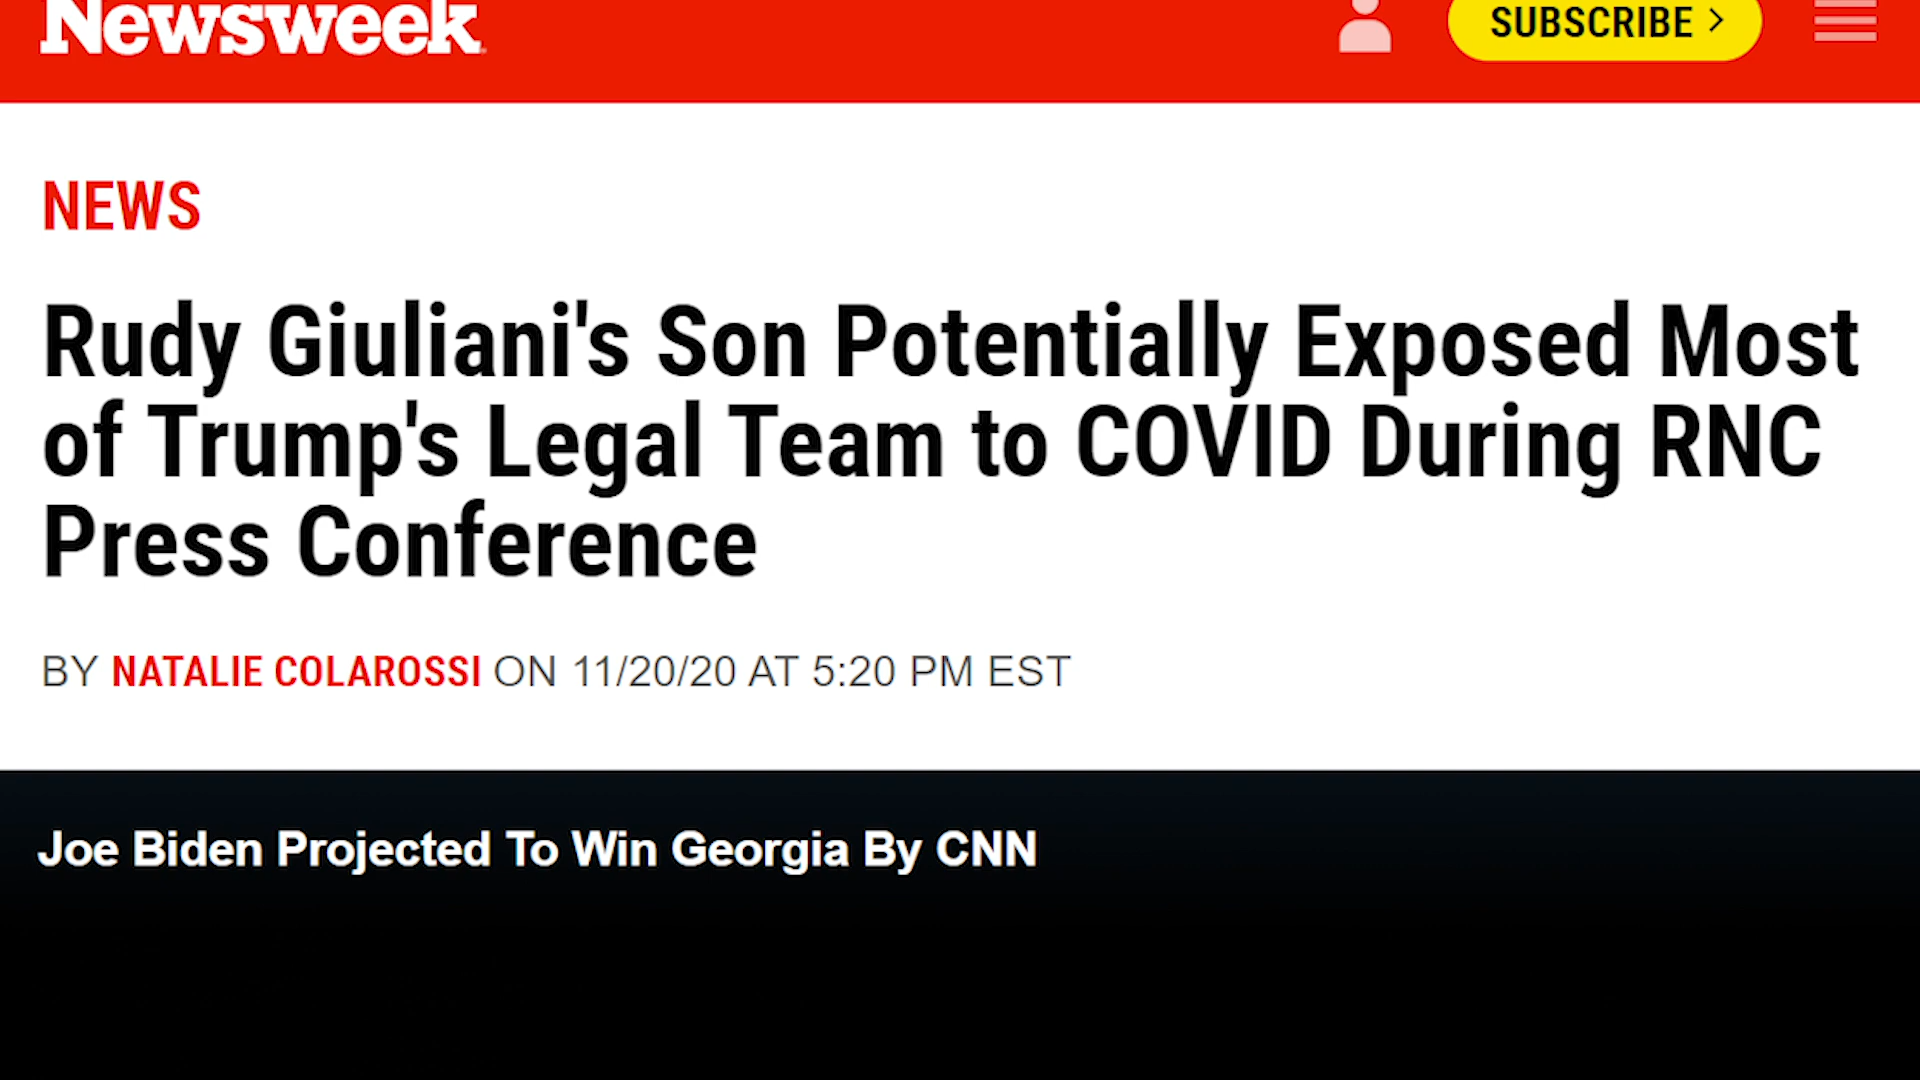 Newsweek
SUBSCRIBE >
NEWS
Rudy Giuliani's Son Potentially Exposed Most
of Trump's Legal Team to COVID During RNC
Press Conference
BY NATALIE COLAROSSI ON 11/20/20 AT 5:20 PM EST
Joe Biden Projected To Win Georgia By CNN